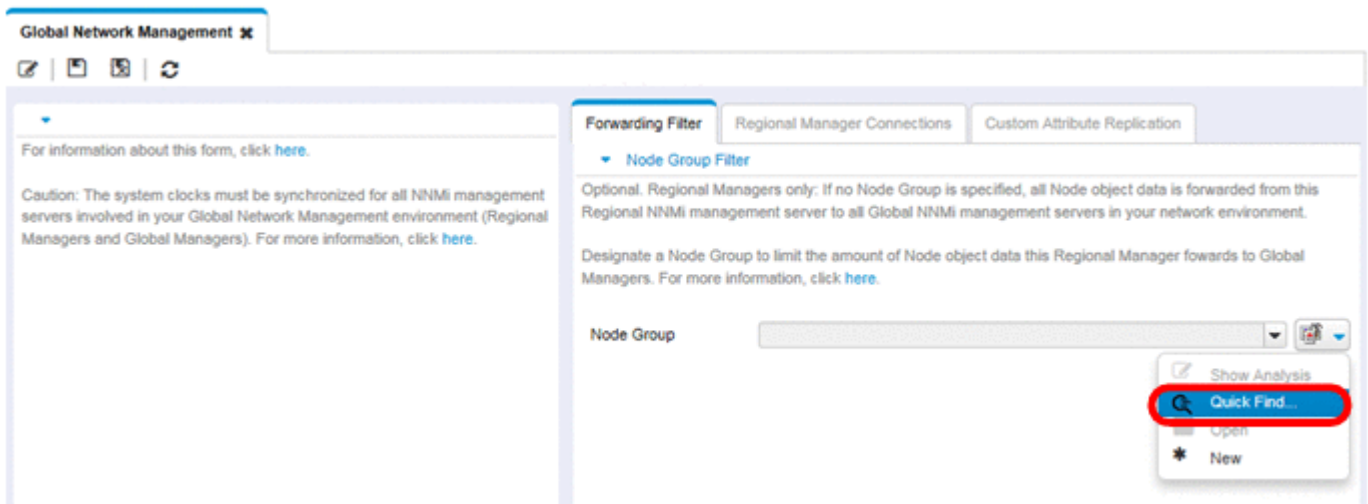 Global Network Management
For information about this form, click here.
Caution: The system clocks must be synchronized for all NNMi management
servers involved in your Global Network Management environment (Regional
Managers and Global Managers). For more information, click here.
Forwarding Filter
Regional Manager Connections
Custom Attribute Replication
Node Group Filter
Optional. Regional Managers only: If no Node Group is specified, all Node object data is forwarded from this
Regional NNMi management server to all Global NNMi management servers in your network environment.
Designate a Node Group to limit the amount of Node object data this Regional Manager fowards to Global
Managers. For more information, click here.
Node Group
Show Analysis
Quick Find...
Open
New